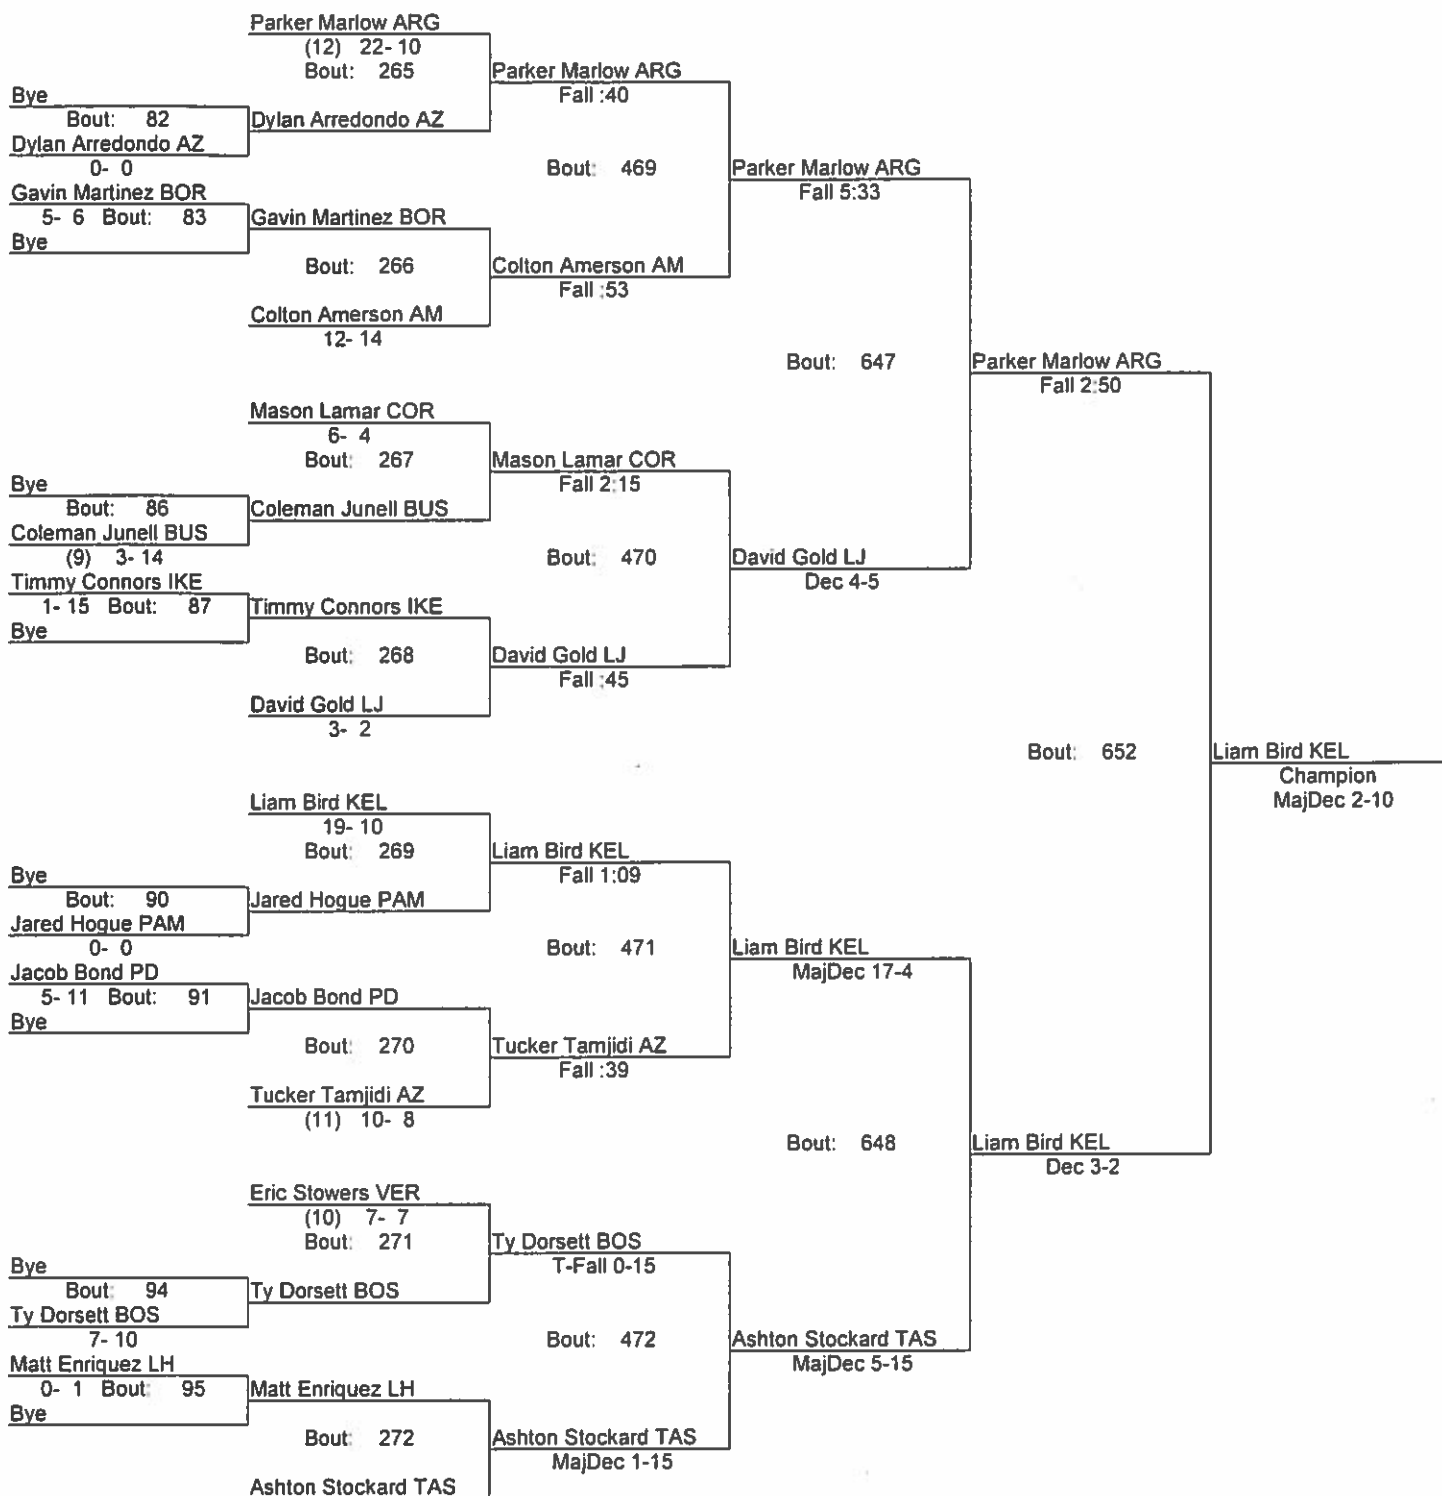 Parker Marlow ARG
(12) 22- 10
Bout: 265
Parker Marlow ARG
Fall :40
Bye
Bout: 82
Dylan Arredondo AZ
Dylan Arredondo AZ
0- 0
Bout: 469
Parker Marlow ARG
Fall 5:33
Gavin Martinez BOR
5- 6 Bout: 83
Gavin Martinez BOR
Bye
Bout: 266
Colton Amerson AM
Fall :53
Colton Amerson AM
12- 14
Bout: 647
Parker Marlow ARG
Fall 2:50
Mason Lamar COR
6- 4
Bout: 267
Mason Lamar COR
Fall 2:15
Bye
Bout: 86
Coleman Junell BUS
Coleman Junell BUS
(9) 3- 14
Bout: 470
David Gold LJ
Dec 4-5
Timmy Connors IKE
1- 15 Bout: 87
Timmy Connors IKE
Bye
Bout: 268
David Gold LJ
Fall :45
David Gold LJ
3- 2
Bout: 652
Liam Bird KEL
Champion
MajDec 2-10
Liam Bird KEL
19- 10
Bout: 269
Liam Bird KEL
Fall 1:09
Bye
Bout: 90
Jared Hogue PAM
Jared Hogue PAM
0- 0
Bout: 471
Liam Bird KEL
MajDec 17-4
Jacob Bond PD
5- 11 Bout: 91
Jacob Bond PD
Bye
Bout: 270
Tucker Tamjidi AZ
Fall :39
Tucker Tamjidi AZ
(11) 10- 8
Bout: 648
Liam Bird KEL
Dec 3-2
Eric Stowers VER
(10) 7- 7
Bout: 271
Ty Dorsett BOS
T-Fall 0-15
Bye
Bout: 94
Ty Dorsett BOS
Ty Dorsett BOS
7- 10
Bout: 472
Ashton Stockard TAS
MajDec 5-15
Matt Enriquez LH
0- 1 Bout: 95
Matt Enriquez LH
Bye
Bout: 272
Ashton Stockard TAS
MajDec 1-15
Ashton Stockard TAS